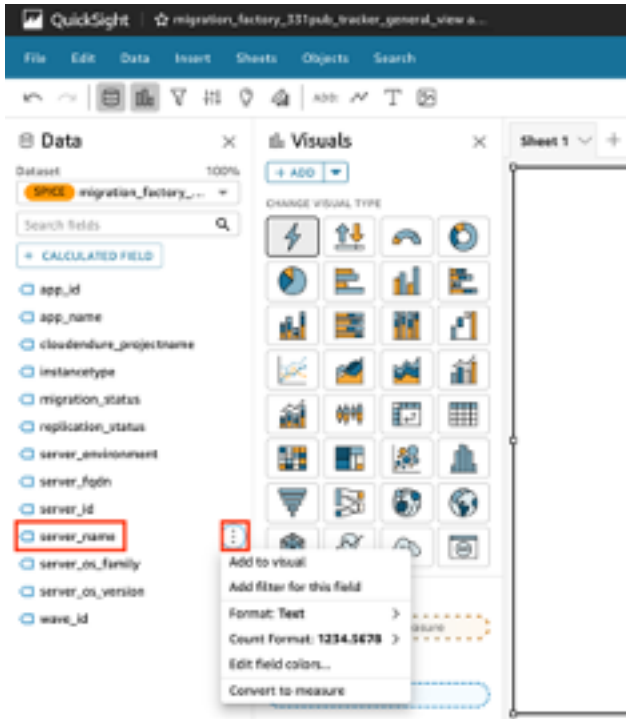 QuickSight
migration_factory_331pub_tracker_general_view a...
File Edit Data Insert Sheets Objects Search
ADD:
Data
Visuals
Sheet 1
Dataset 100%
+ ADD
SPICE migration_factory_...
CHANGE VISUAL TYPE
Search fields
+ CALCULATED FIELD
app_id
app_name
cloudendure_projectname
instancetype
migration_status
replication_status
server_environment
server_fqdn
server_id
server_name
server_os_family
server_os_version
wave_id
Add to visual
Add filter for this field
Format: Text
Count Format: 1234.5678
Edit field colors...
Convert to measure